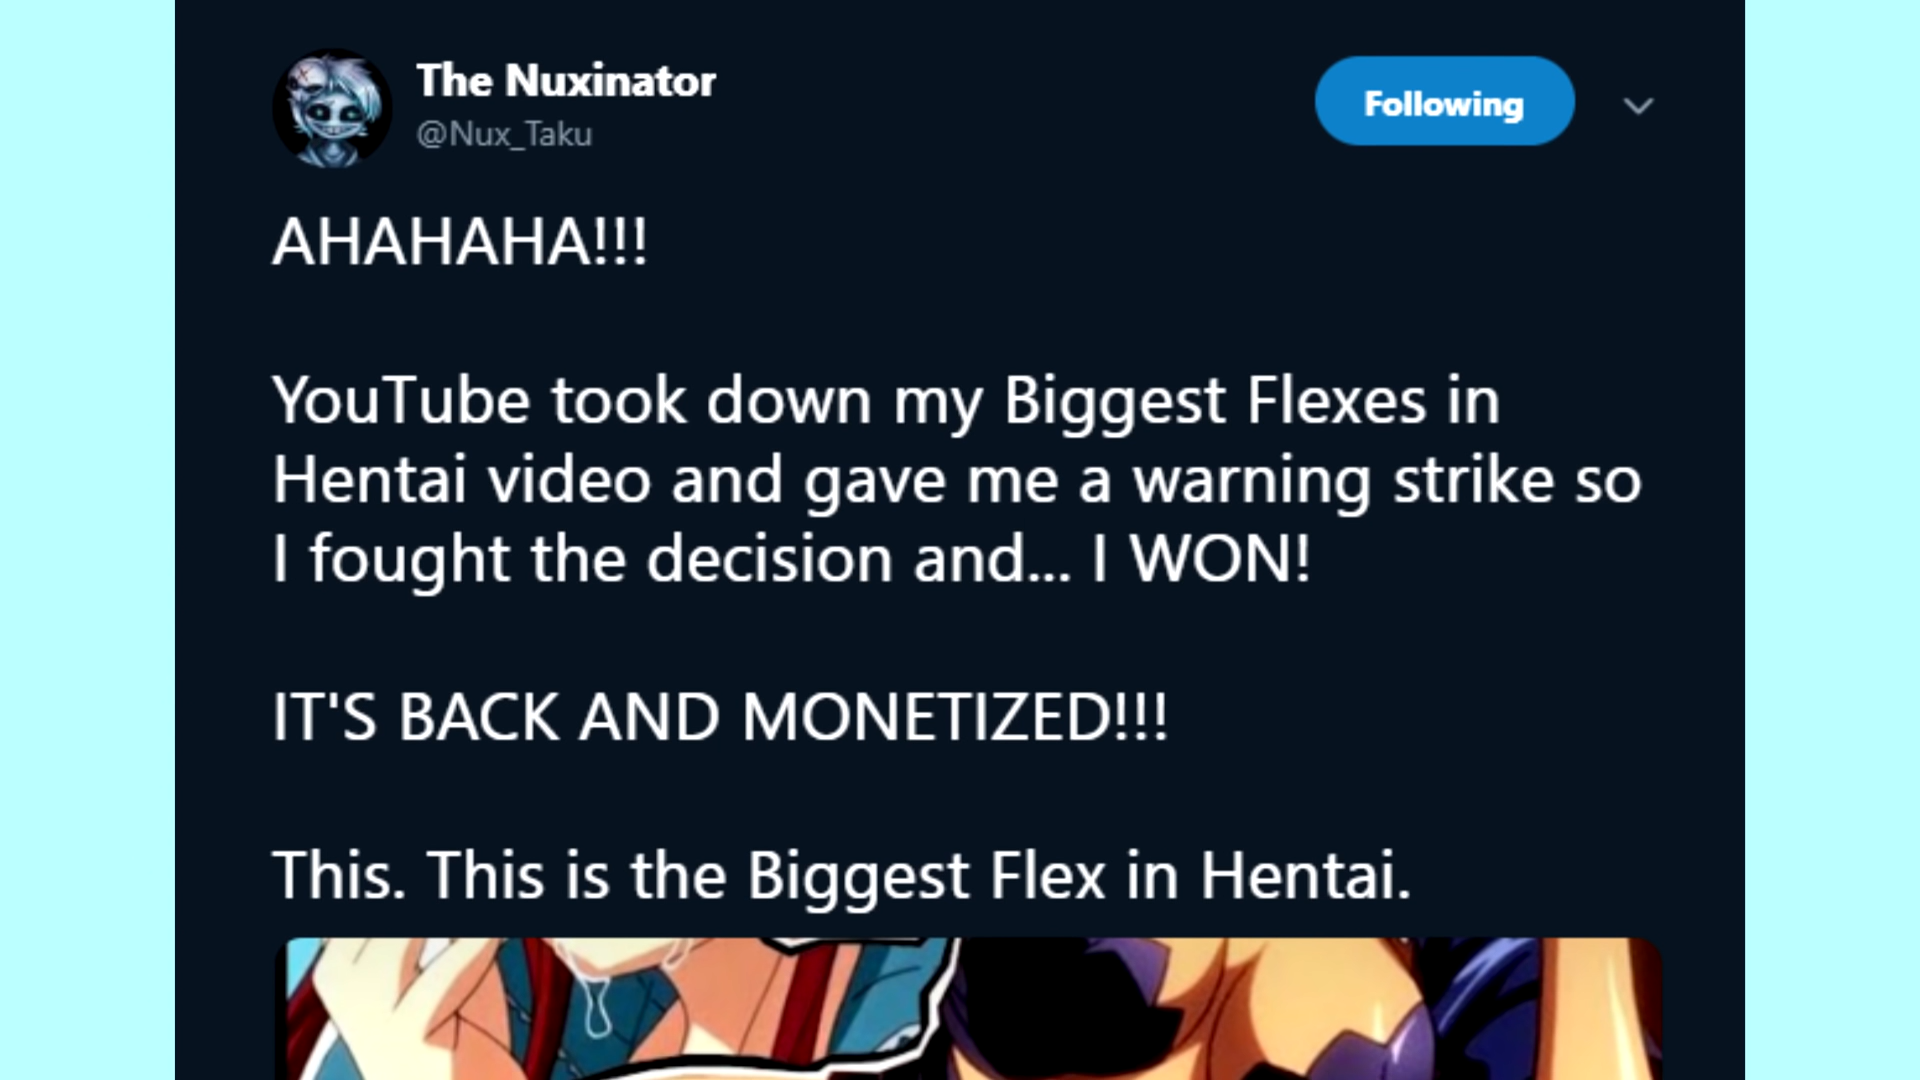 The Nuxinator
@Nux_Taku
Following
AHAHAHA!!!
YouTube took down my Biggest Flexes in
Hentai video and gave me a warning strike so
I fought the decision and... I WON!
IT'S BACK AND MONETIZED!!!
This. This is the Biggest Flex in Hentai.